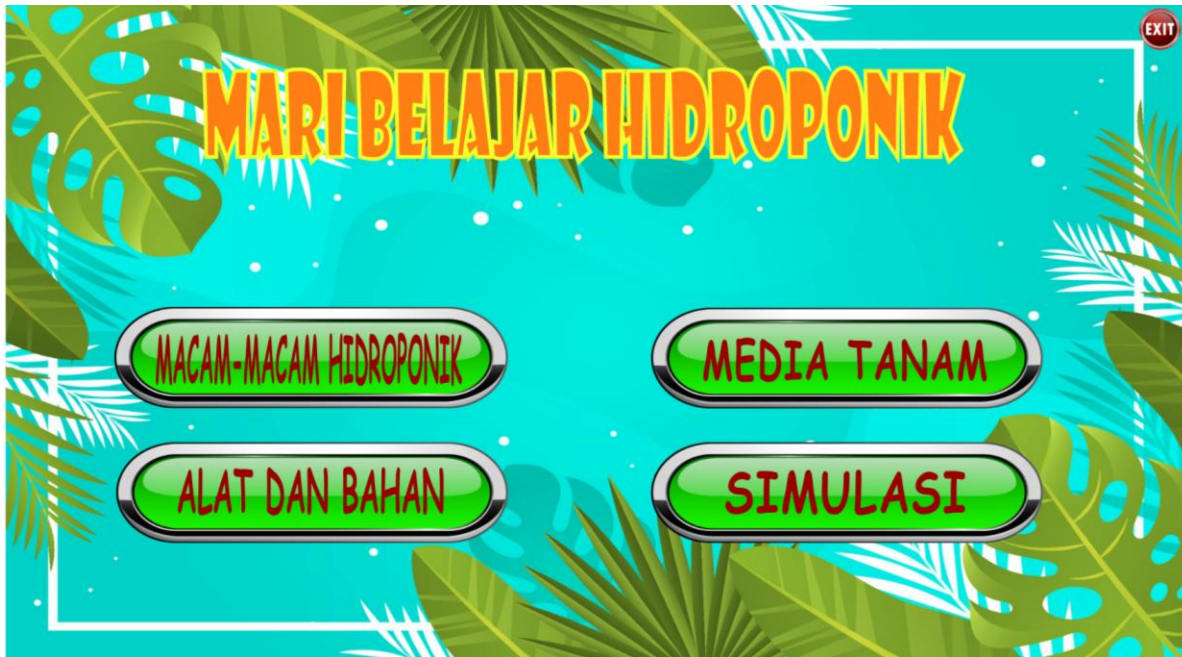 EXIT
MARI BELAJAR HIDROPONIK
MACAM-MACAM HIDROPONIK
MEDIA TANAM
ALAT DAN BAHAN
SIMULASI